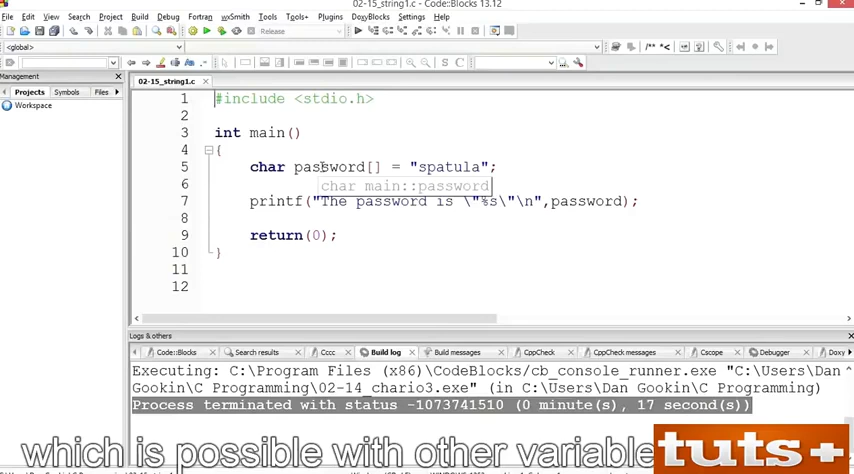 02-15_string1.c - Code::Blocks 13.12
File Edit View Search Project Build Debug Fortran wxSmith Tools Tools+ Plugins DoxyBlocks Settings Help
Release
<global>
/** *<
S C
Management
02-15_string1.c
Projects Symbols Files
Workspace
1 #include <stdio.h>
2
3 int main()
4 {
5 char password[] = "spatula";
char main::password
6
7 printf("The password is \"%s\"\n",password);
8
9 return(0);
10 }
11
12
Logs & others
Code::Blocks Search results Cccc Build log Build messages CppCheck CppCheck messages Cscope Debugger Doxy
Executing: C:\Program Files (x86)\CodeBlocks/cb_console_runner.exe "C:\Users\Dan
Gookin\C Programming\02-14_chario3.exe" (in C:\Users\Dan Gookin\C Programming)
Process terminated with status -1073741510 (0 minute(s), 17 second(s))
which is possible with other variable
tuts+